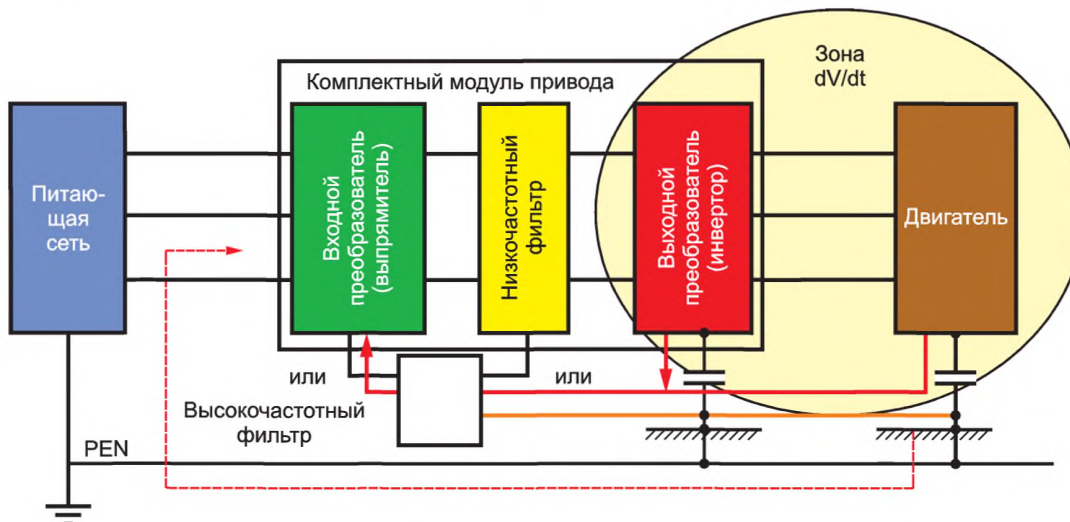 Зона
dV/dt
Комплектный модуль привода
Питаю-
щая
сеть
Входной
преобразователь
(выпрямитель)
Низкочастотный
фильтр
Выходной
преобразователь
(инвертор)
Двигатель
или
или
Высокочастотный
фильтр
PEN